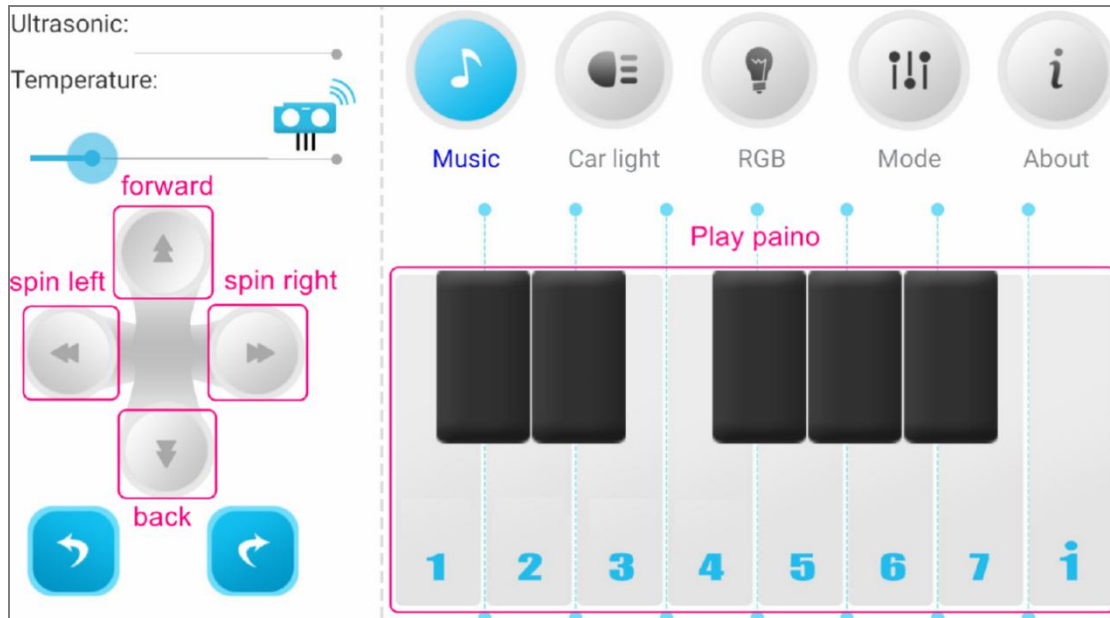 Ultrasonic:
Temperature:
forward
spin left
spin right
back
Music
Car light
RGB
Mode
About
Play paino
1 2 3 4 5 6 7 i